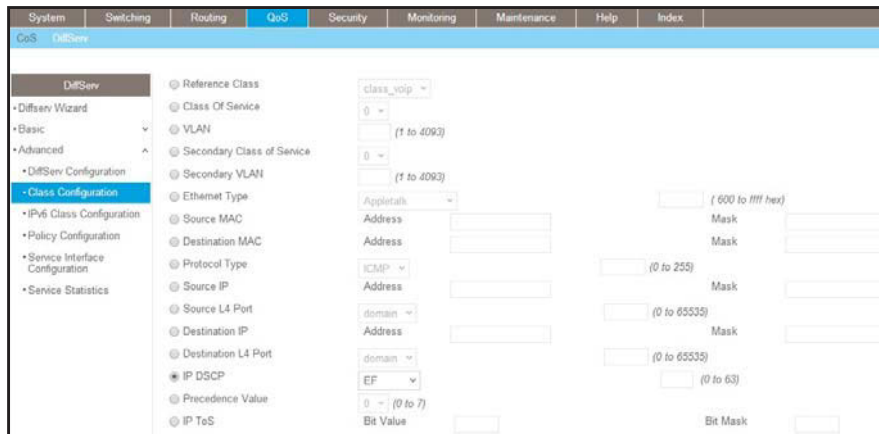 System Switching Routing QoS Security Monitoring Maintenance Help Index
CoS DiffServ
DiffServ
• Diffserv Wizard
• Basic
• Advanced
• DiffServ Configuration
• Class Configuration
• IPv6 Class Configuration
• Policy Configuration
• Service Interface
Configuration
• Service Statistics
Reference Class class_voip
Class Of Service 0
VLAN (1 to 4093)
Secondary Class of Service 0
Secondary VLAN (1 to 4093)
Ethernet Type Appletalk ( 600 to ffff hex)
Source MAC Address Mask
Destination MAC Address Mask
Protocol Type ICMP (0 to 255)
Source IP Address Mask
Source L4 Port domain (0 to 65535)
Destination IP Address Mask
Destination L4 Port domain (0 to 65535)
IP DSCP EF (0 to 63)
Precedence Value 0 (0 to 7)
IP ToS Bit Value Bit Mask